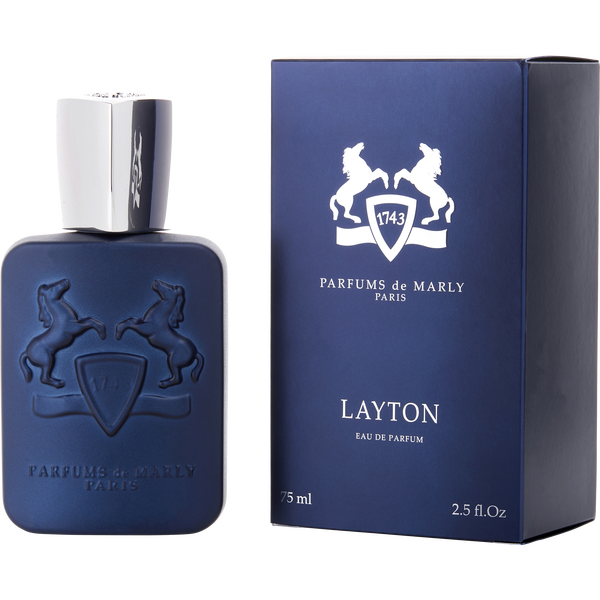 1743
PARFUMS de MARLY
PARIS
1743
PARFUMS de MARLY
PARIS
LAYTON
EAU DE PARFUM
75 ml
2.5 fl.Oz